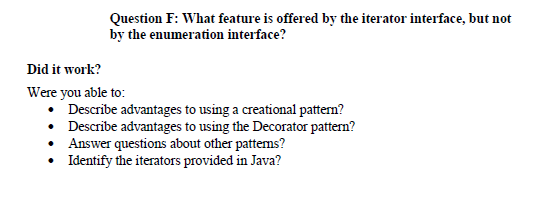 Question F: What feature is offered by the iterator interface, but not
by the enumeration interface?
Did it work?
Were you able to:
• Describe advantages to using a creational pattern?
• Describe advantages to using the Decorator pattern?
• Answer questions about other patterns?
• Identify the iterators provided in Java?